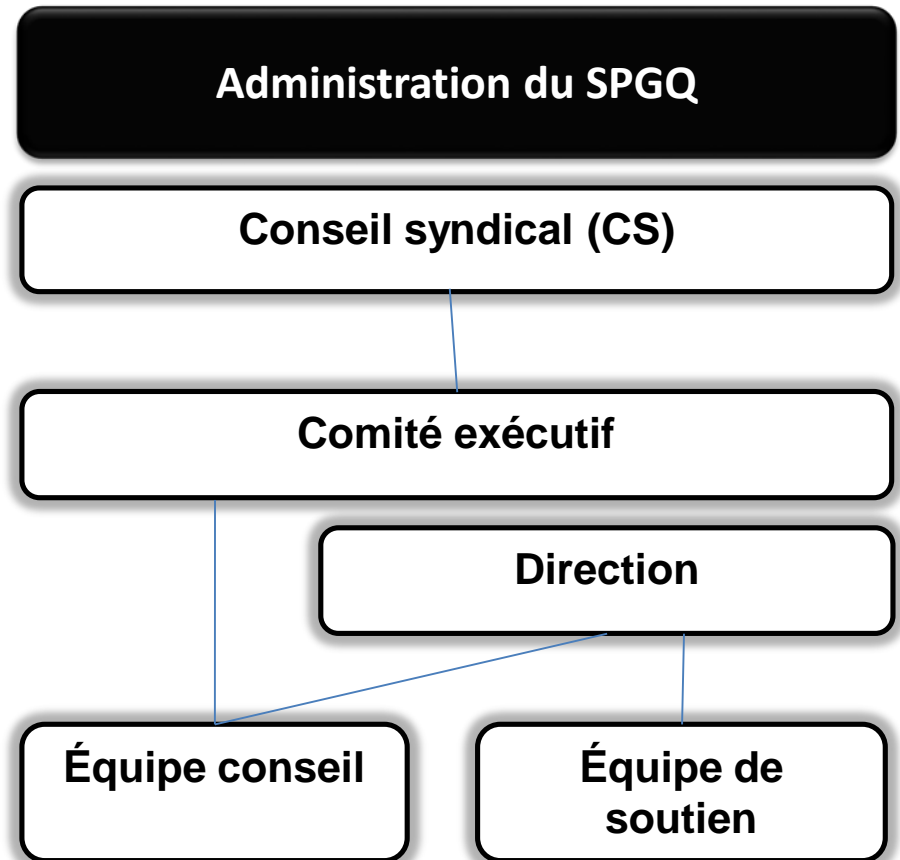 Administration du SPGQ
Conseil syndical (CS)
Comité exécutif
Direction
Équipe conseil
Équipe de
soutien